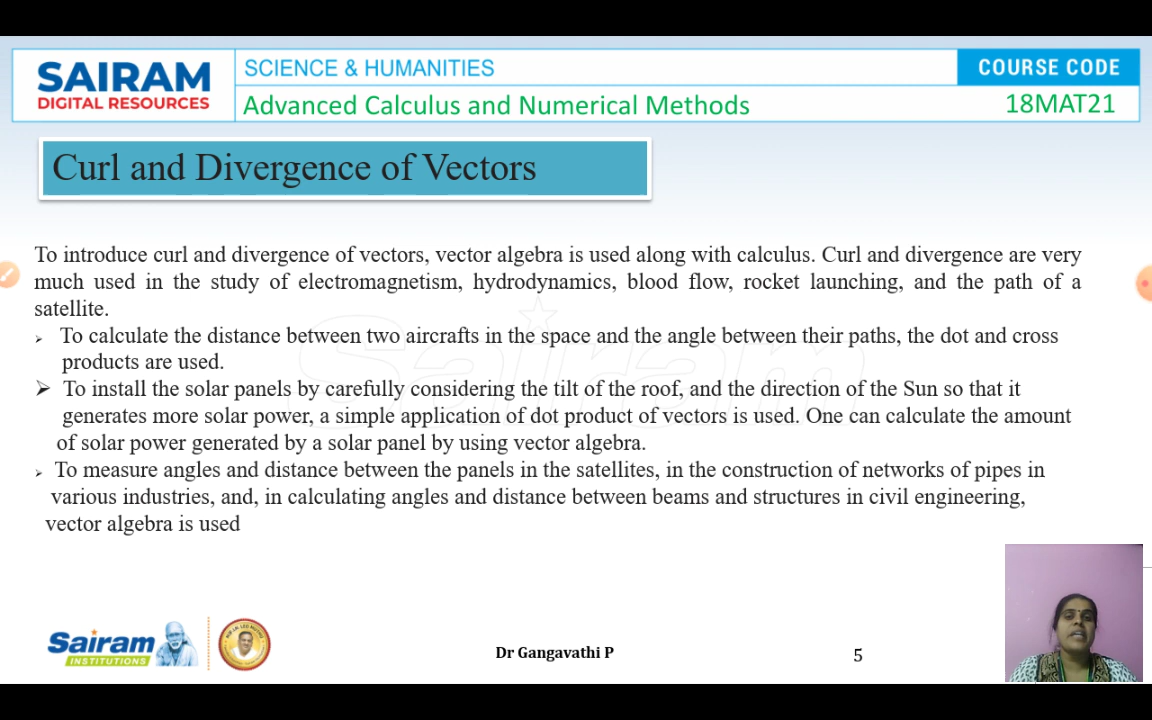 SAIRAM
DIGITAL RESOURCES
SCIENCE & HUMANITIES
COURSE CODE
Advanced Calculus and Numerical Methods
18MAT21
Curl and Divergence of Vectors
To introduce curl and divergence of vectors, vector algebra is used along with calculus. Curl and divergence are very
much used in the study of electromagnetism, hydrodynamics, blood flow, rocket launching, and the path of a
satellite.
To calculate the distance between two aircrafts in the space and the angle between their paths, the dot and cross
products are used.
To install the solar panels by carefully considering the tilt of the roof, and the direction of the Sun so that it
generates more solar power, a simple application of dot product of vectors is used. One can calculate the amount
of solar power generated by a solar panel by using vector algebra.
To measure angles and distance between the panels in the satellites, in the construction of networks of pipes in
various industries, and, in calculating angles and distance between beams and structures in civil engineering,
vector algebra is used
Sairam
Sairam
INSTITUTIONS
Dr Gangavathi P
5